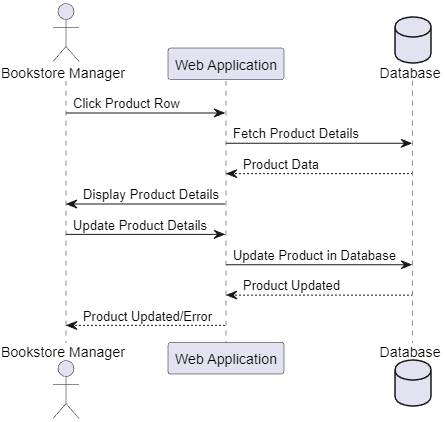 Bookstore Manager
Web Application
Database
Click Product Row
Fetch Product Details
Product Data
Display Product Details
Update Product Details
Update Product in Database
Product Updated
Product Updated/Error
Bookstore Manager
Web Application
Database